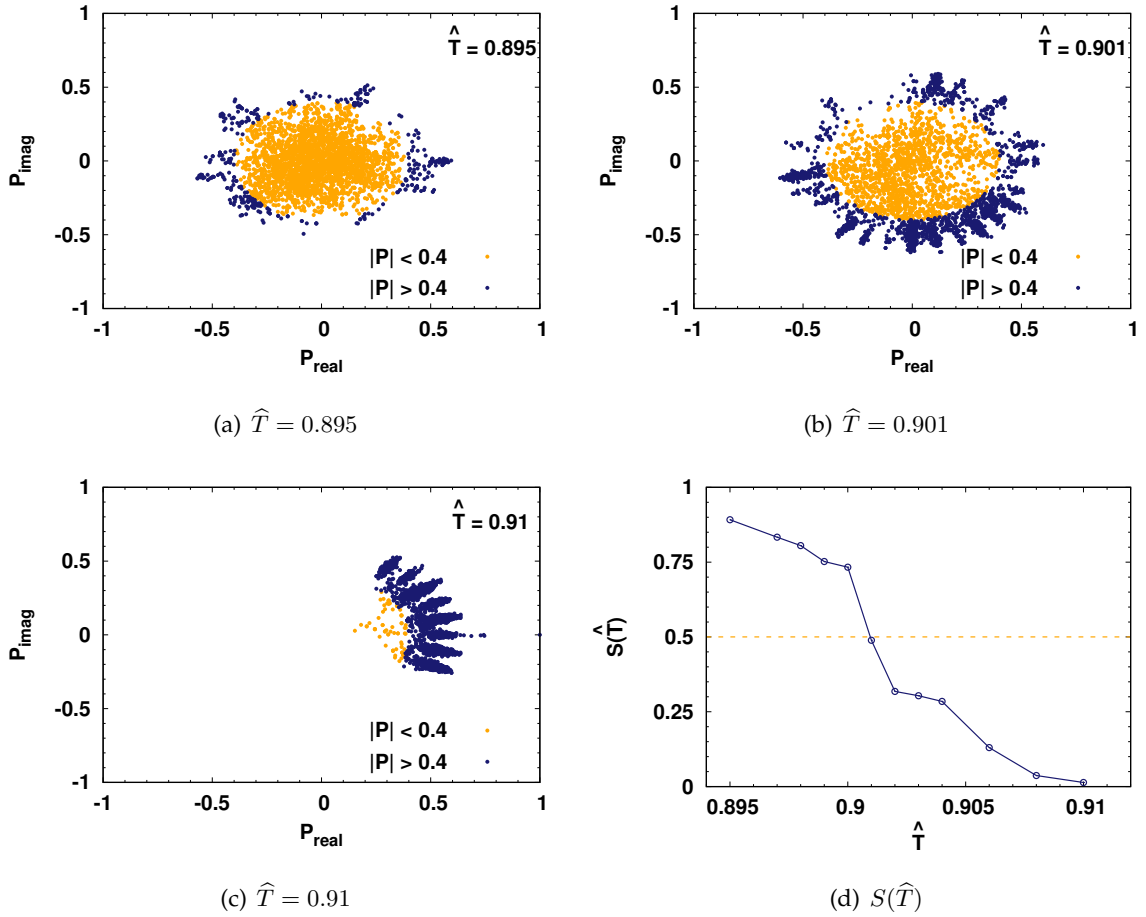 1
0.5
0
-0.5
-1
-1 -0.5 0 0.5 1
P_imag
P_real
^
T = 0.895
|P| < 0.4
|P| > 0.4
(a) T̂ = 0.895
1
0.5
0
-0.5
-1
-1 -0.5 0 0.5 1
P_imag
P_real
^
T = 0.901
|P| < 0.4
|P| > 0.4
(b) T̂ = 0.901
1
0.5
0
-0.5
-1
-1 -0.5 0 0.5 1
P_imag
P_real
^
T = 0.91
|P| < 0.4
|P| > 0.4
(c) T̂ = 0.91
1
0.75
0.5
0.25
0
0.895 0.9 0.905 0.91
S(T̂)
T̂
(d) S(T̂)